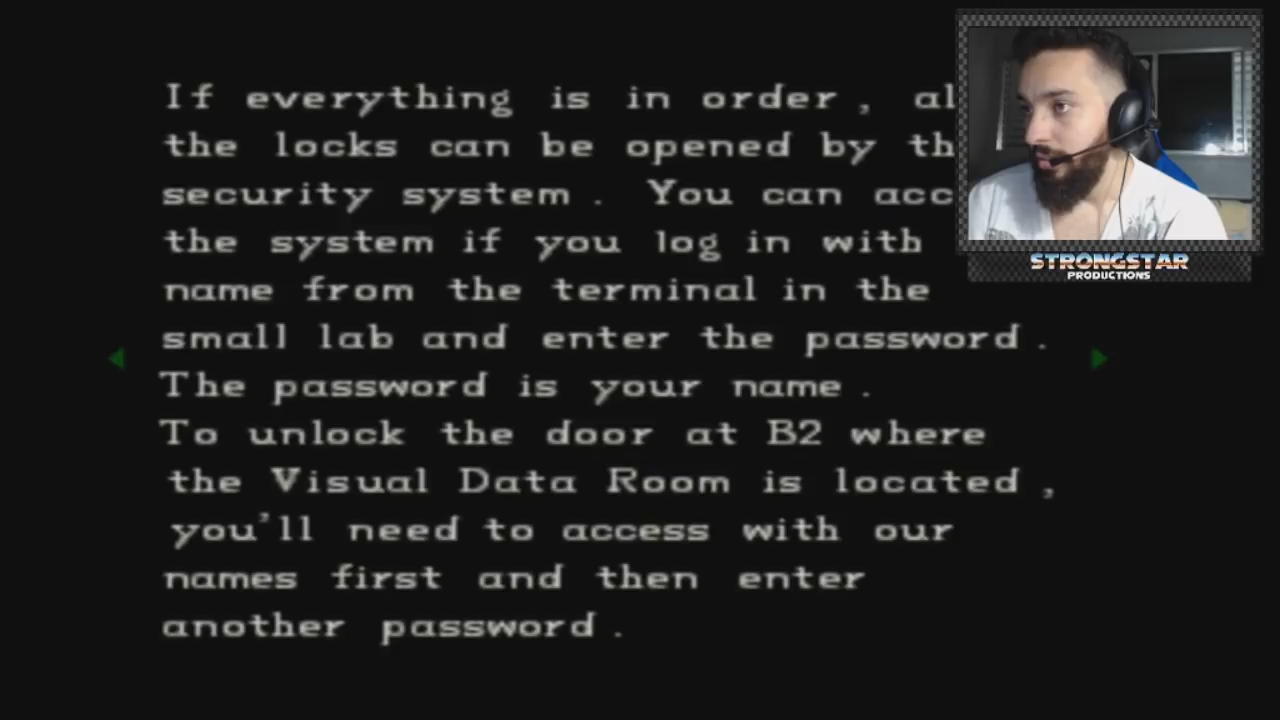 If everything is in order, al
the locks can be opened by th
security system. You can acc
the system if you log in with
name from the terminal in the
small lab and enter the password.
The password is your name.
To unlock the door at B2 where
the Visual Data Room is located,
you'll need to access with our
names first and then enter
another password.
STRONGSTAR
PRODUCTIONS